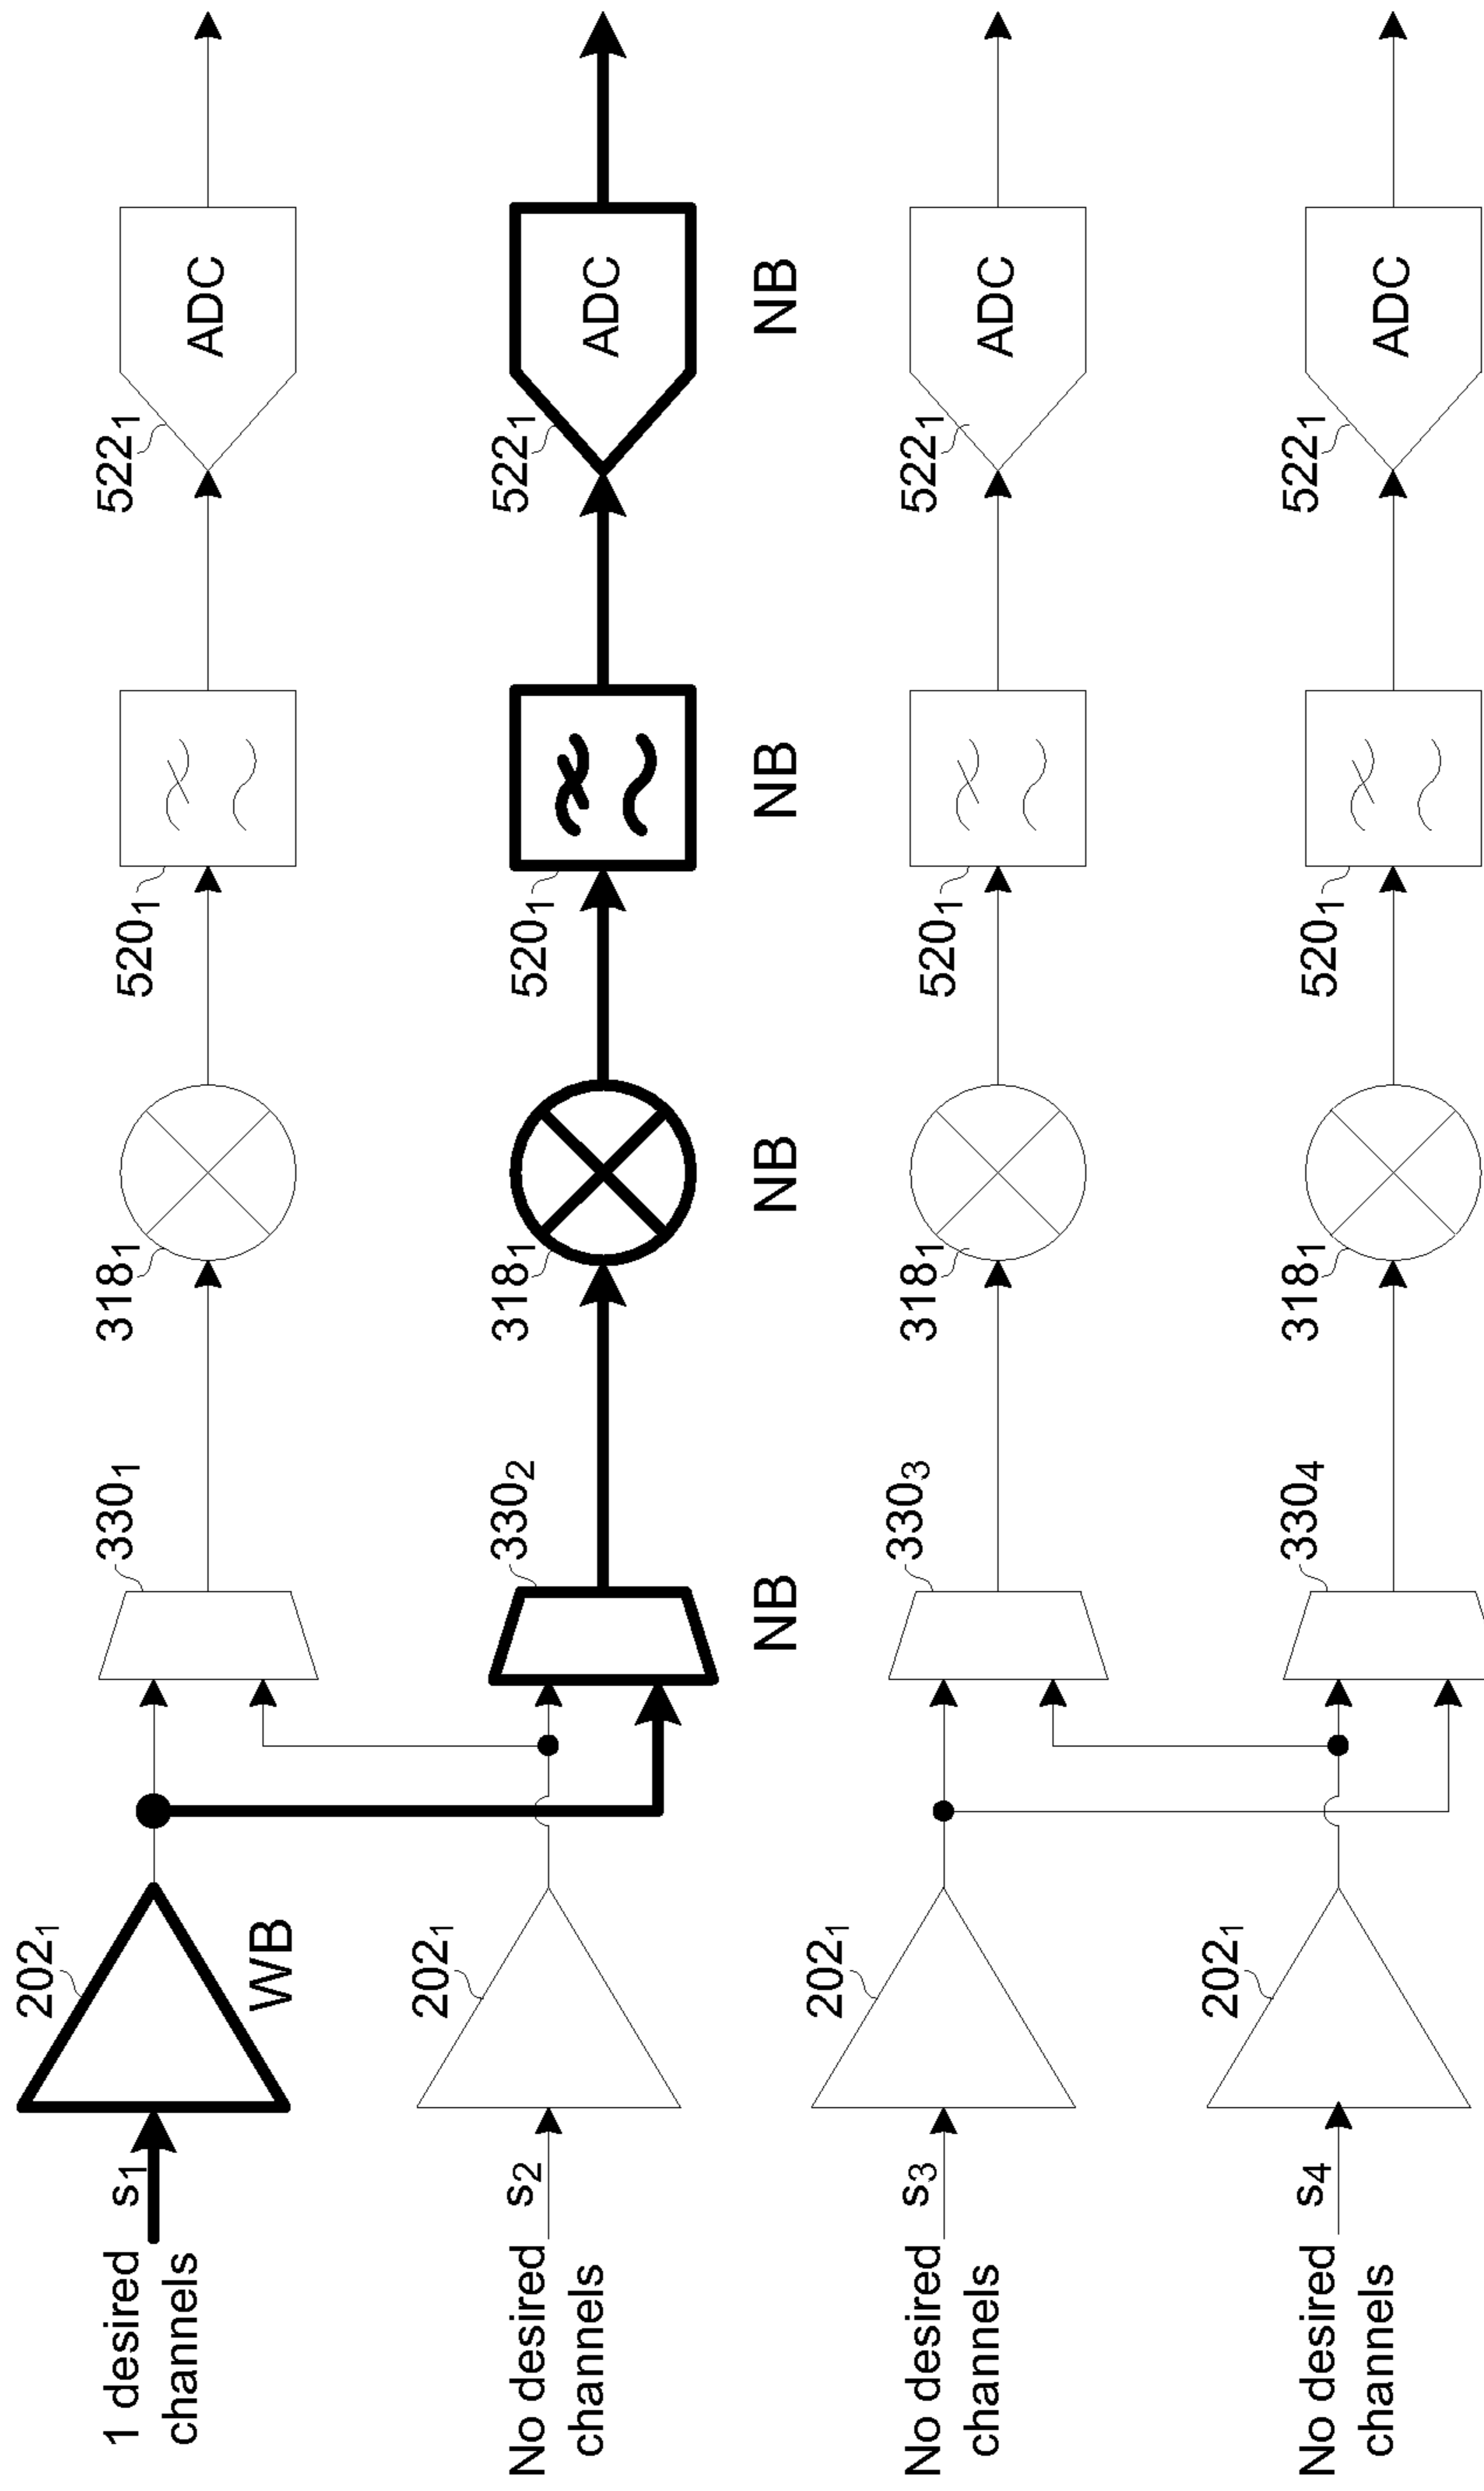 1 desired
channels
s1
202₁
WB
330₁
318₁
520₁
522₁
ADC
No desired
channels
s2
202₁
330₂
NB
318₁
NB
520₁
NB
522₁
ADC
NB
No desired
channels
s3
202₁
330₃
318₁
520₁
522₁
ADC
No desired
channels
s4
202₁
330₄
318₁
520₁
522₁
ADC